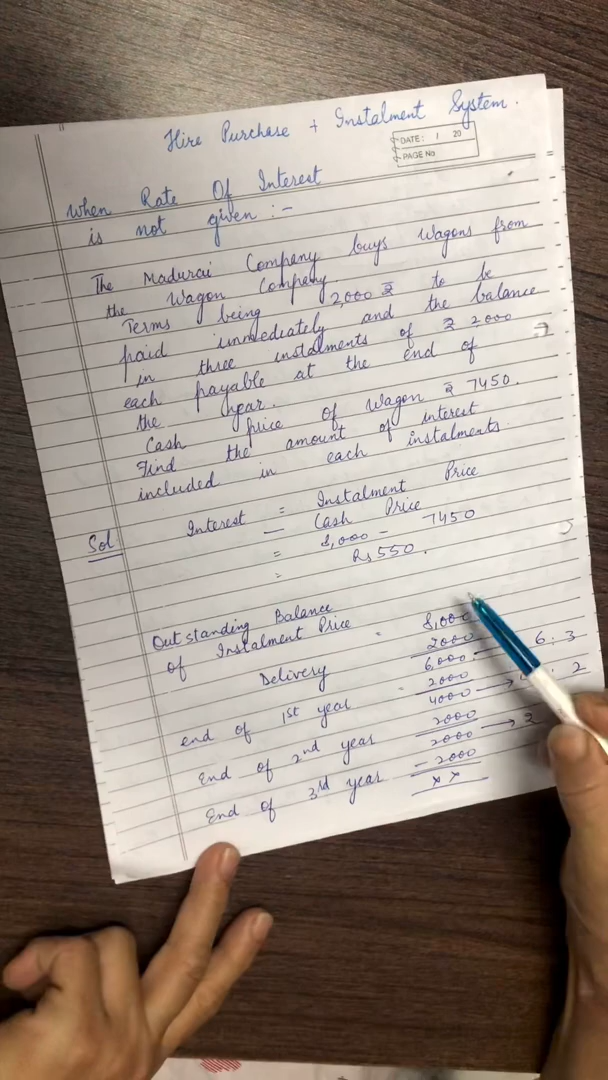 Hire Purchase + Instalment System.
DATE: / 20
PAGE No
When Rate Of Interest
is not given :-
The Madurai Company buys Wagons from
the Wagon Company
Terms being 2,000 ₹ to be
paid immediately and the balance
in three instalments of ₹ 2000
each payable at the end of
the year.
Cash price of Wagon ₹ 7450.
Find the amount of interest
included in each instalments.
Sol Interest = Instalment Price
— Cash Price
= 8,000 - 7450
= Rs 550.
Outstanding Balance
of Instalment Price = 8,000
Delivery 2000
6000 → 6 : 3
end of 1st year - 2000
4000 → : 2
End of 2nd year 2000
2000 → 2
End of 3rd year - 2000
x x